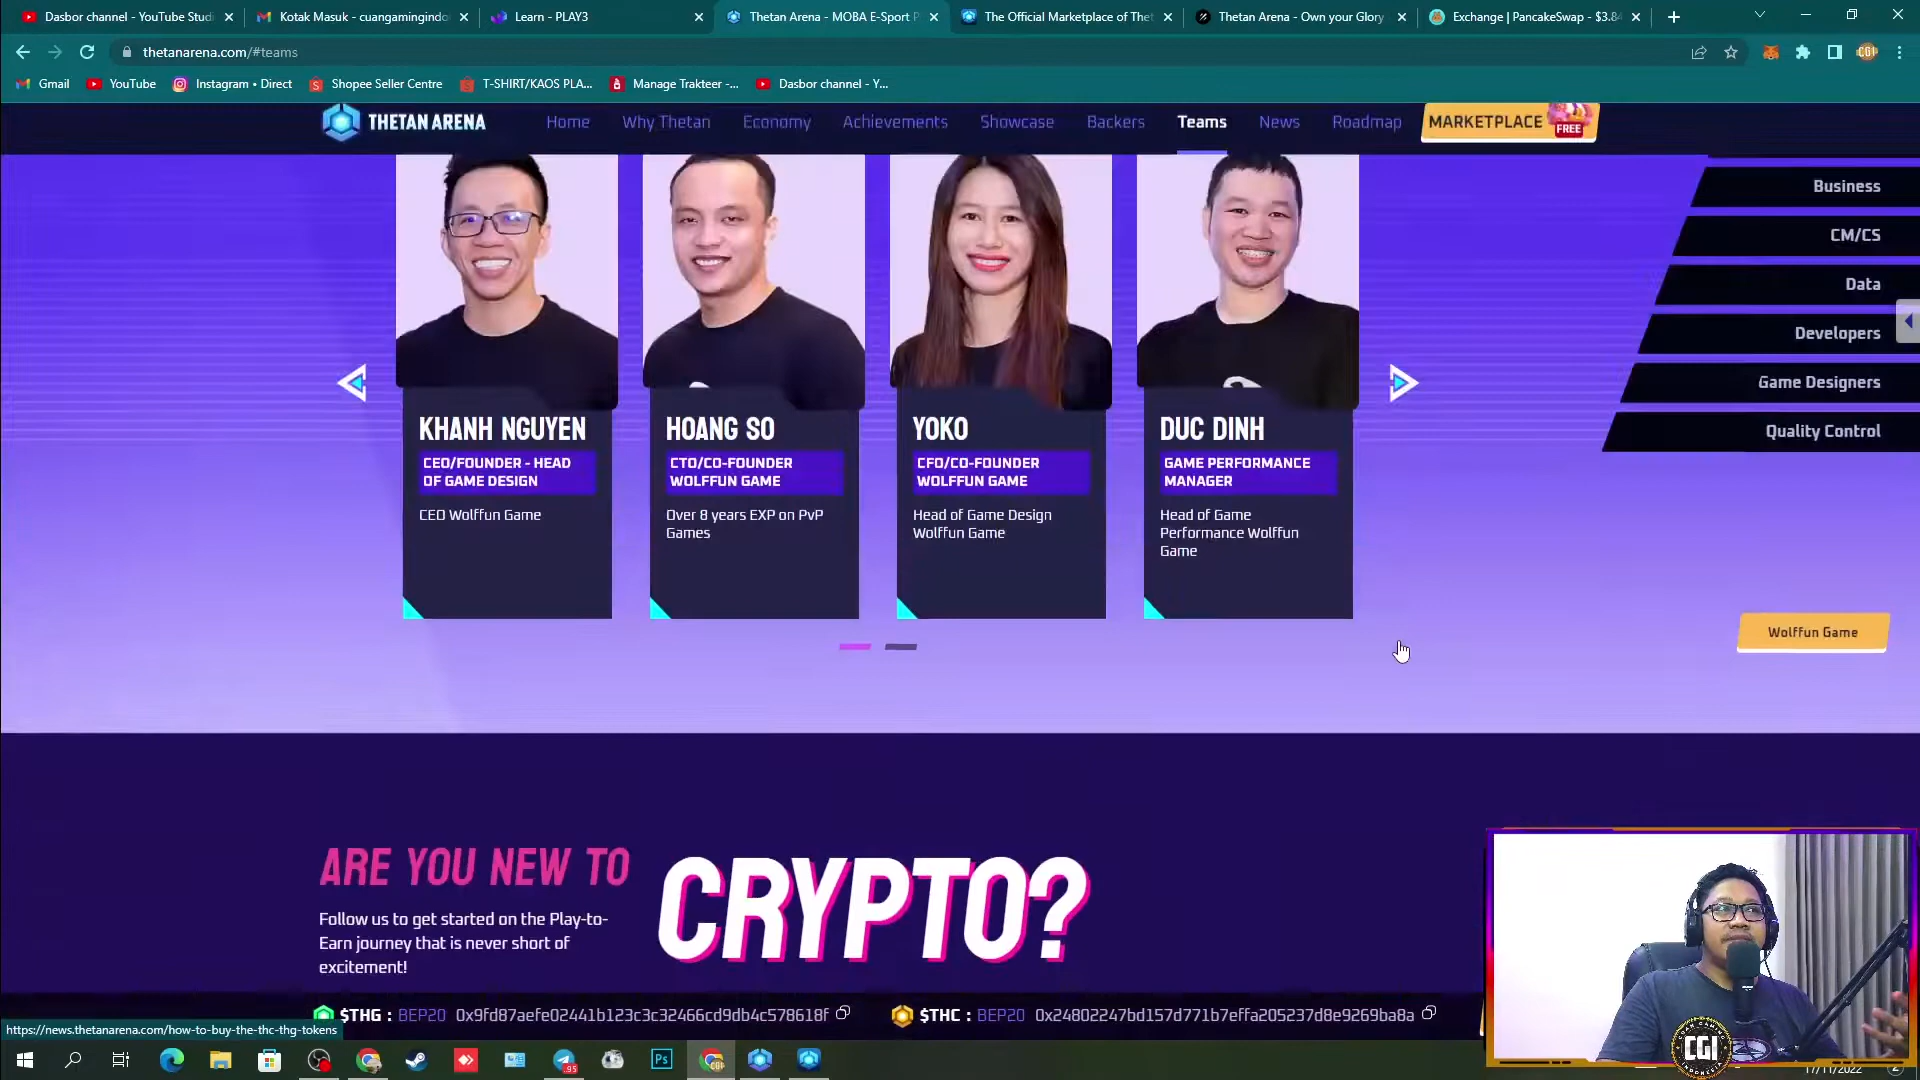 Dasbor channel - YouTube Studi
Kotak Masuk - cuangamingindo
Learn - PLAY3
Thetan Arena - MOBA E-Sport P
The Official Marketplace of Thet
Thetan Arena - Own your Glory
Exchange | PancakeSwap - $3.84
thetanarena.com/#teams
CGI
Gmail
YouTube
Instagram • Direct
Shopee Seller Centre
T-SHIRT/KAOS PLA...
Manage Trakteer -...
Dasbor channel - Y...
THETAN ARENA
Home
Why Thetan
Economy
Achievements
Showcase
Backers
Teams
News
Roadmap
MARKETPLACE
FREE
Business
CM/CS
Data
Developers
Game Designers
Quality Control
KHANH NGUYEN
CEO/FOUNDER - HEAD
OF GAME DESIGN
CEO Wolffun Game
HOANG SO
CTO/CO-FOUNDER
WOLFFUN GAME
Over 8 years EXP on PvP
Games
YOKO
CFO/CO-FOUNDER
WOLFFUN GAME
Head of Game Design
Wolffun Game
DUC DINH
GAME PERFORMANCE
MANAGER
Head of Game
Performance Wolffun
Game
Wolffun Game
ARE YOU NEW TO
CRYPTO?
Follow us to get started on the Play-to-
Earn journey that is never short of
excitement!
$THG : BEP20 0x9fd87aefe02441b123c3c32466cd9db4c578618f
$THC : BEP20 0x24802247bd157d771b7effa205237d8e9269ba8a
https://news.thetanarena.com/how-to-buy-the-thc-thg-tokens
Ps
95
CGI
17/11/2022
2